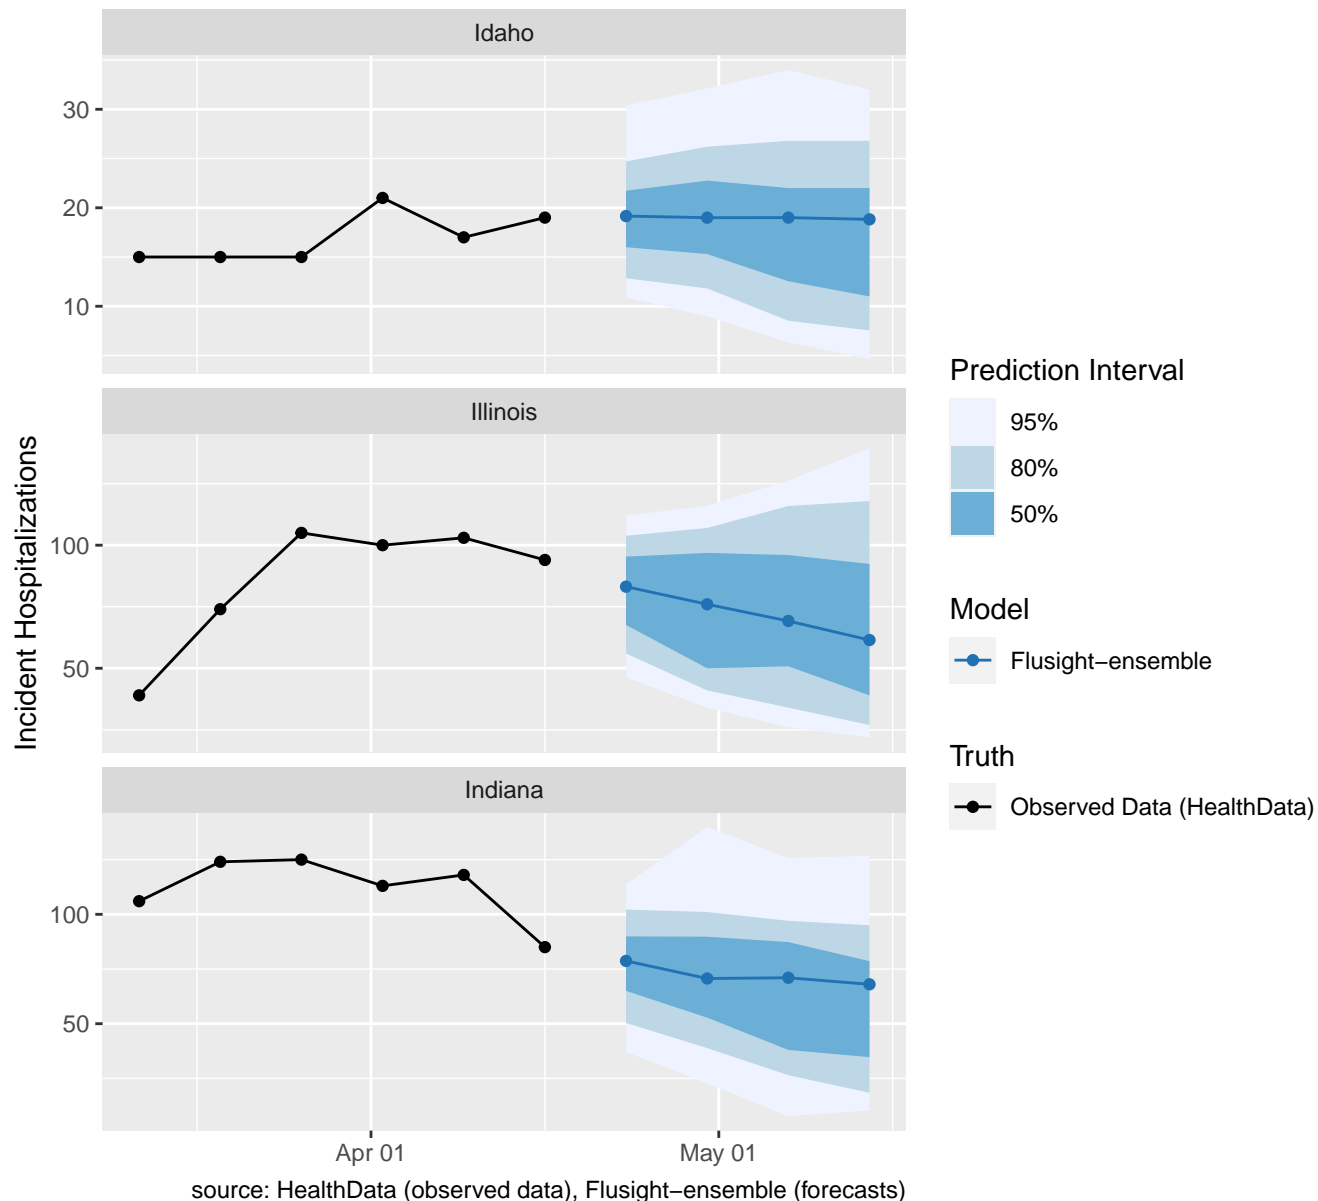 Idaho
30
20
10
Illinois
100
50
Indiana
100
50
Apr 01
May 01
Incident Hospitalizations
source: HealthData (observed data), Flusight−ensemble (forecasts)
Prediction Interval
95%
80%
50%
Model
Flusight−ensemble
Truth
Observed Data (HealthData)